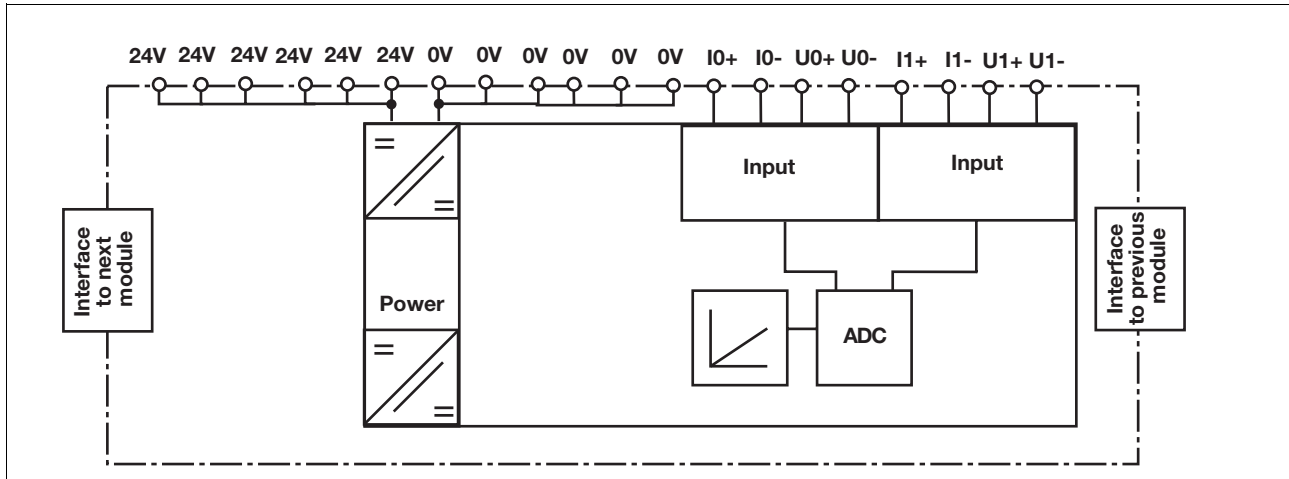 24V 24V 24V 24V 24V 24V 0V 0V 0V 0V 0V 0V I0+ I0- U0+ U0- I1+ I1- U1+ U1-
Input Input
Interface
to next
module
Interface
to previous
module
Power
ADC